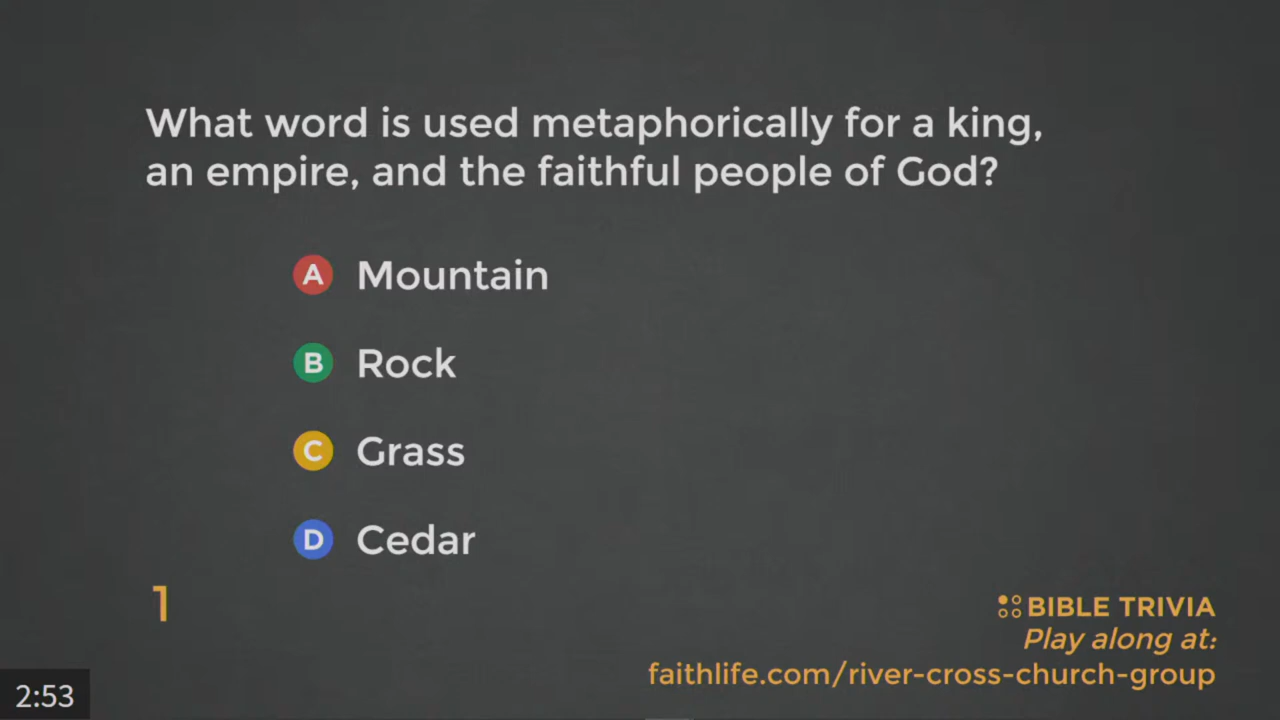 What word is used metaphorically for a king,
an empire, and the faithful people of God?
A Mountain
B Rock
C Grass
D Cedar
1
BIBLE TRIVIA
Play along at:
faithlife.com/river-cross-church-group
2:53